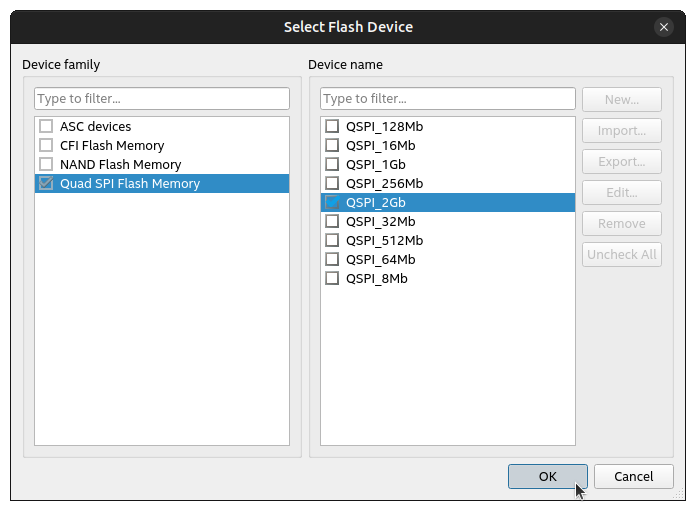 Select Flash Device
Device family
Type to filter...
ASC devices
CFI Flash Memory
NAND Flash Memory
Quad SPI Flash Memory
Device name
Type to filter...
QSPI_128Mb
QSPI_16Mb
QSPI_1Gb
QSPI_256Mb
QSPI_2Gb
QSPI_32Mb
QSPI_512Mb
QSPI_64Mb
QSPI_8Mb
New...
Import...
Export...
Edit...
Remove
Uncheck All
OK
Cancel